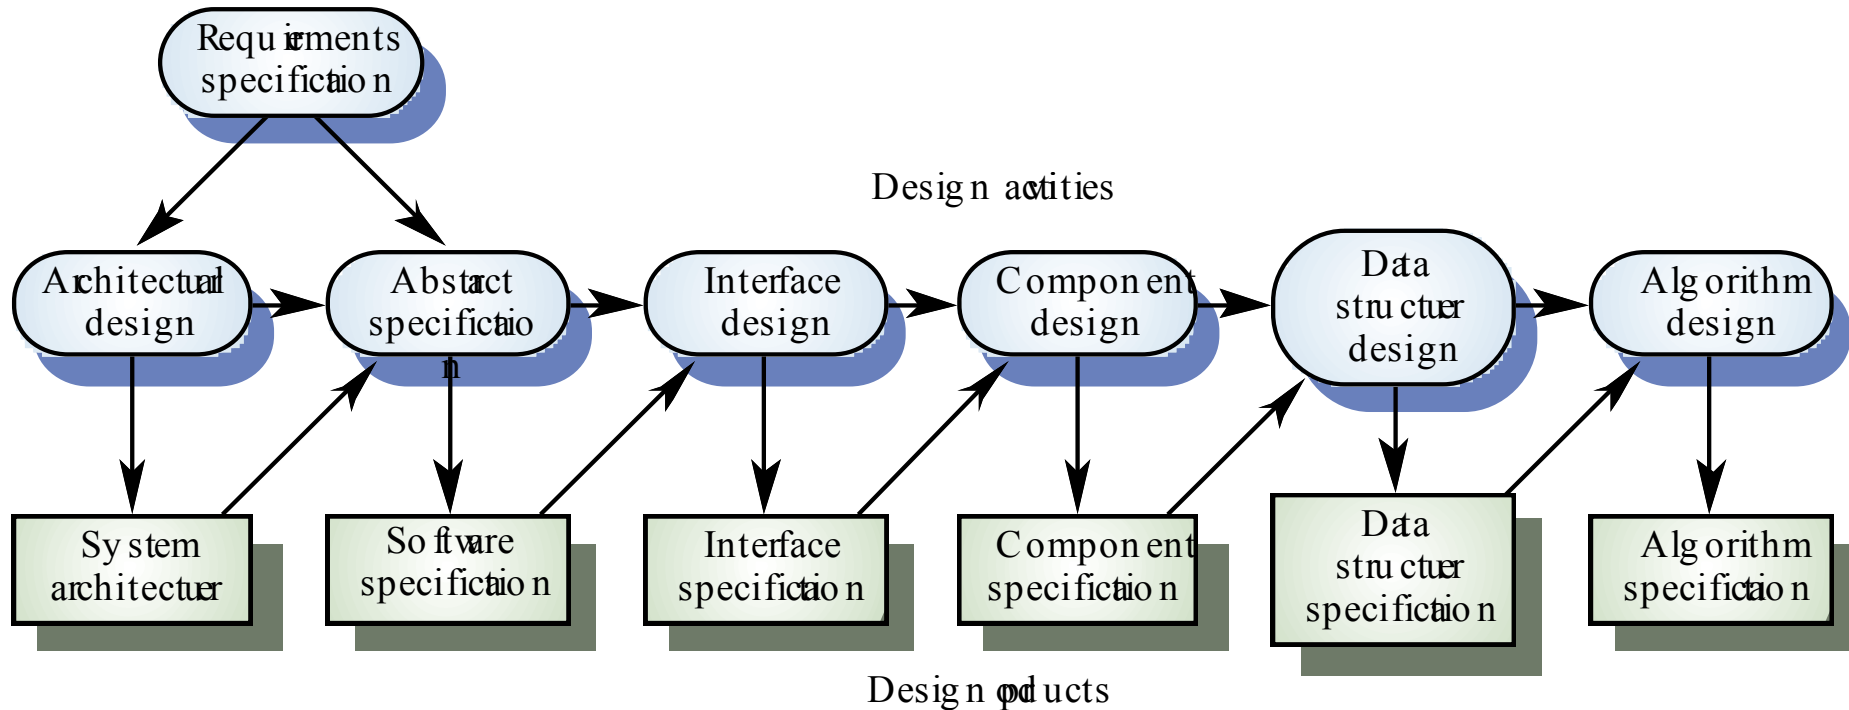 Requirements
specification
Design activities
Architectural
design
Abstract
specificatio
n
Interface
design
Component
design
Data
structure
design
Algorithm
design
System
architecture
Software
specification
Interface
specification
Component
specification
Data
structure
specification
Algorithm
specification
Design products